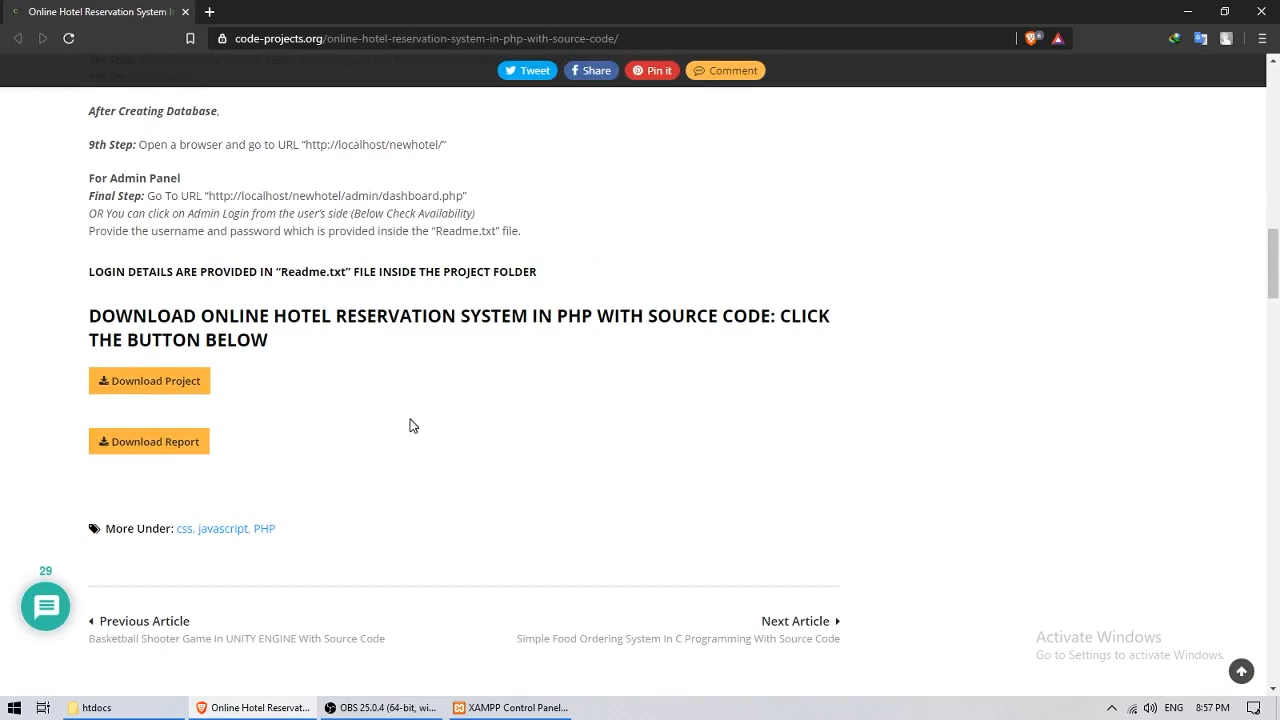 Online Hotel Reservation System I
code-projects.org/online-hotel-reservation-system-in-php-with-source-code/
6
Tweet
Share
Pin it
Comment
After Creating Database,
9th Step: Open a browser and go to URL “http://localhost/newhotel/”
For Admin Panel
Final Step: Go To URL “http://localhost/newhotel/admin/dashboard.php”
OR You can click on Admin Login from the user’s side (Below Check Availability)
Provide the username and password which is provided inside the “Readme.txt” file.
LOGIN DETAILS ARE PROVIDED IN “Readme.txt” FILE INSIDE THE PROJECT FOLDER
DOWNLOAD ONLINE HOTEL RESERVATION SYSTEM IN PHP WITH SOURCE CODE: CLICK
THE BUTTON BELOW
Download Project
Download Report
More Under: css, javascript, PHP
29
Previous Article
Next Article
Basketball Shooter Game In UNITY ENGINE With Source Code
Simple Food Ordering System In C Programming With Source Code
Activate Windows
Go to Settings to activate Windows.
htdocs
Online Hotel Reservat...
OBS 25.0.4 (64-bit, wi...
XAMPP Control Panel...
ENG
8:57 PM